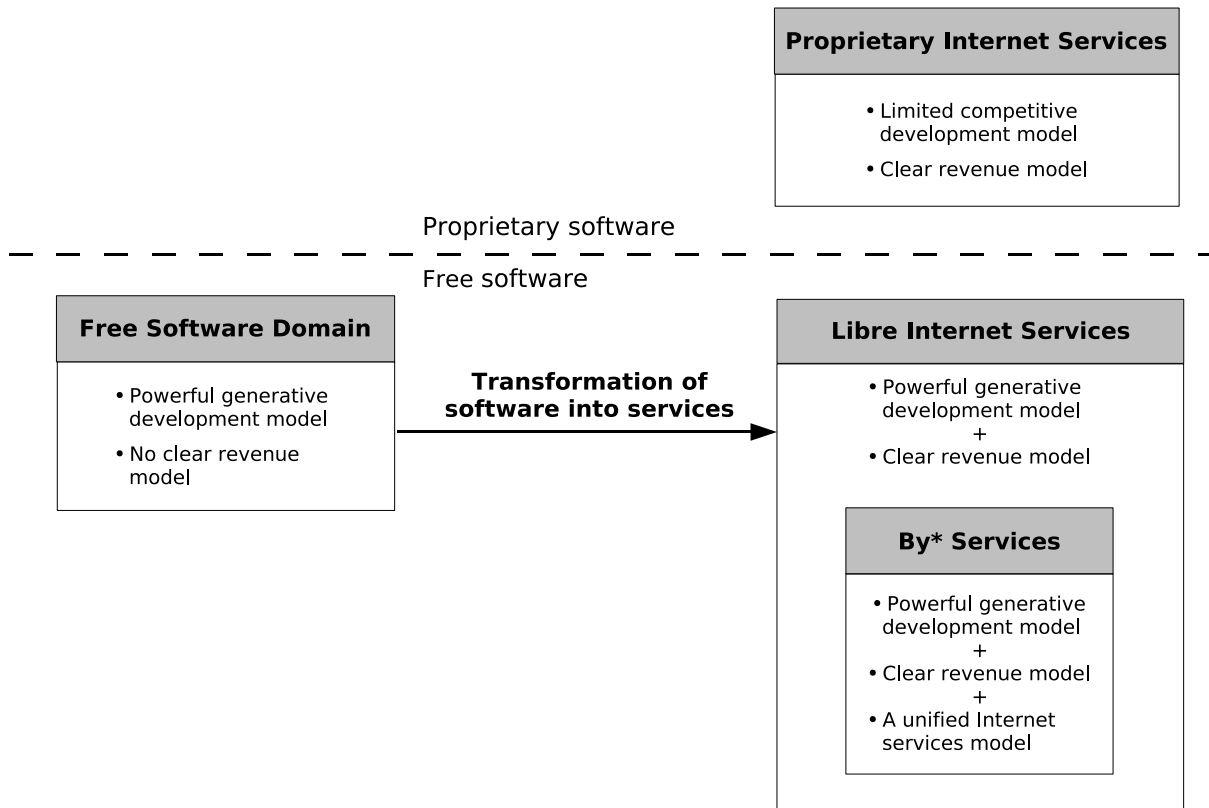 Proprietary Internet Services
• Limited competitive
development model
• Clear revenue model
Proprietary software
Free software
Free Software Domain
• Powerful generative
development model
• No clear revenue
model
Transformation of
software into services
Libre Internet Services
• Powerful generative
development model
+
• Clear revenue model
By* Services
• Powerful generative
development model
+
• Clear revenue model
+
• A unified Internet
services model